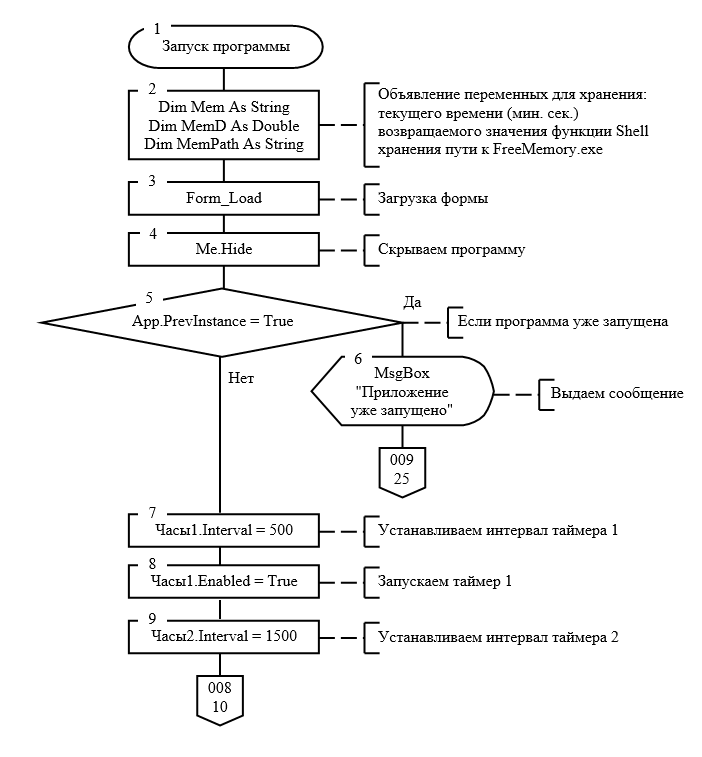 1
Запуск программы
2
Dim Mem As String
Dim MemD As Double
Dim MemPath As String
Объявление переменных для хранения:
текущего времени (мин. сек.)
возвращаемого значения функции Shell
хранения пути к FreeMemory.exe
3
Form_Load
Загрузка формы
4
Me.Hide
Скрываем программу
5
App.PrevInstance = True
Да
Если программа уже запущена
Нет
6
MsgBox
"Приложение
уже запущено"
Выдаем сообщение
009
25
7
Часы1.Interval = 500
Устанавливаем интервал таймера 1
8
Часы1.Enabled = True
Запускаем таймер 1
9
Часы2.Interval = 1500
Устанавливаем интервал таймера 2
008
10